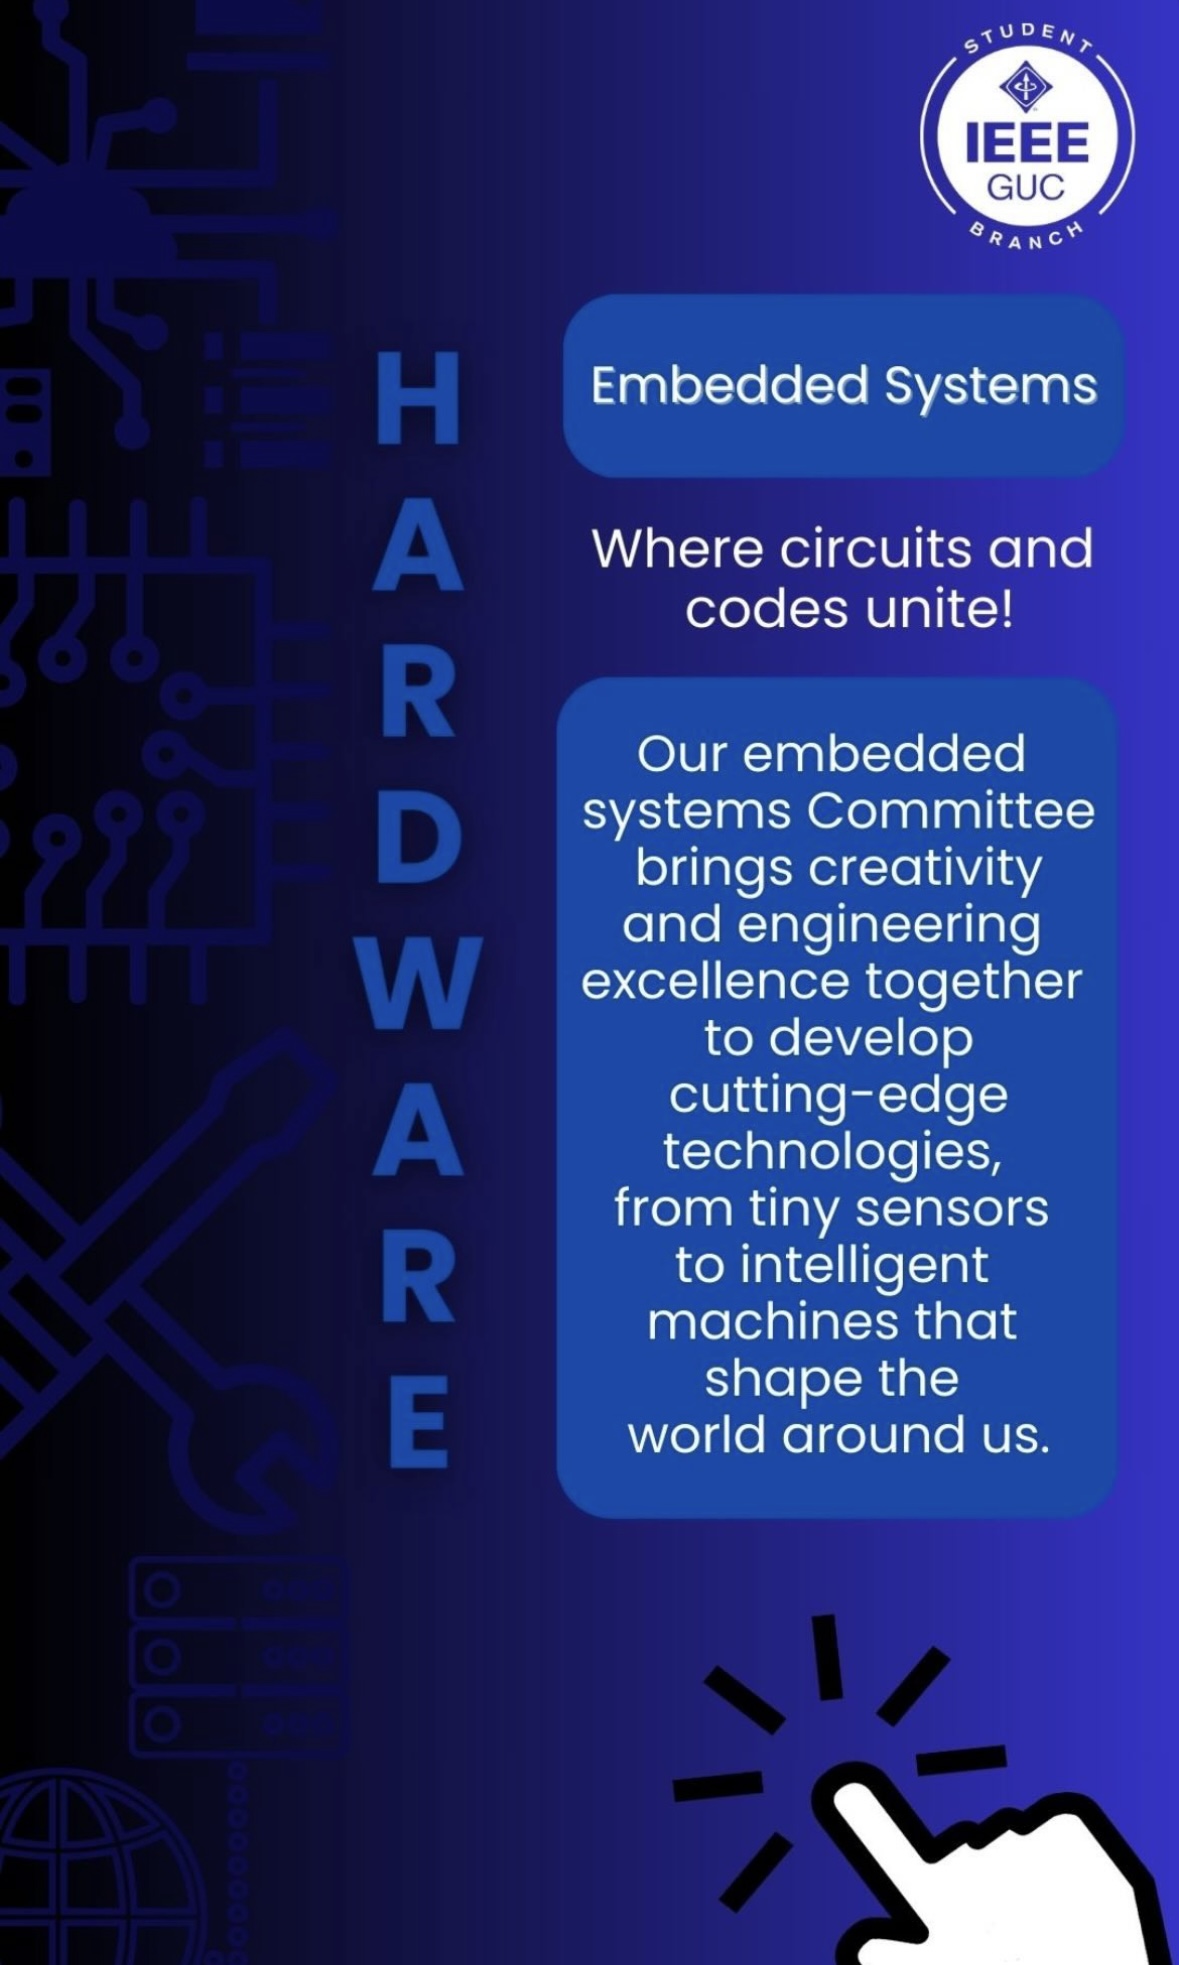 STUDENT
IEEE
GUC
BRANCH
HARDWARE
Embedded Systems
Where circuits and
codes unite!
Our embedded
systems Committee
brings creativity
and engineering
excellence together
to develop
cutting-edge
technologies,
from tiny sensors
to intelligent
machines that
shape the
world around us.